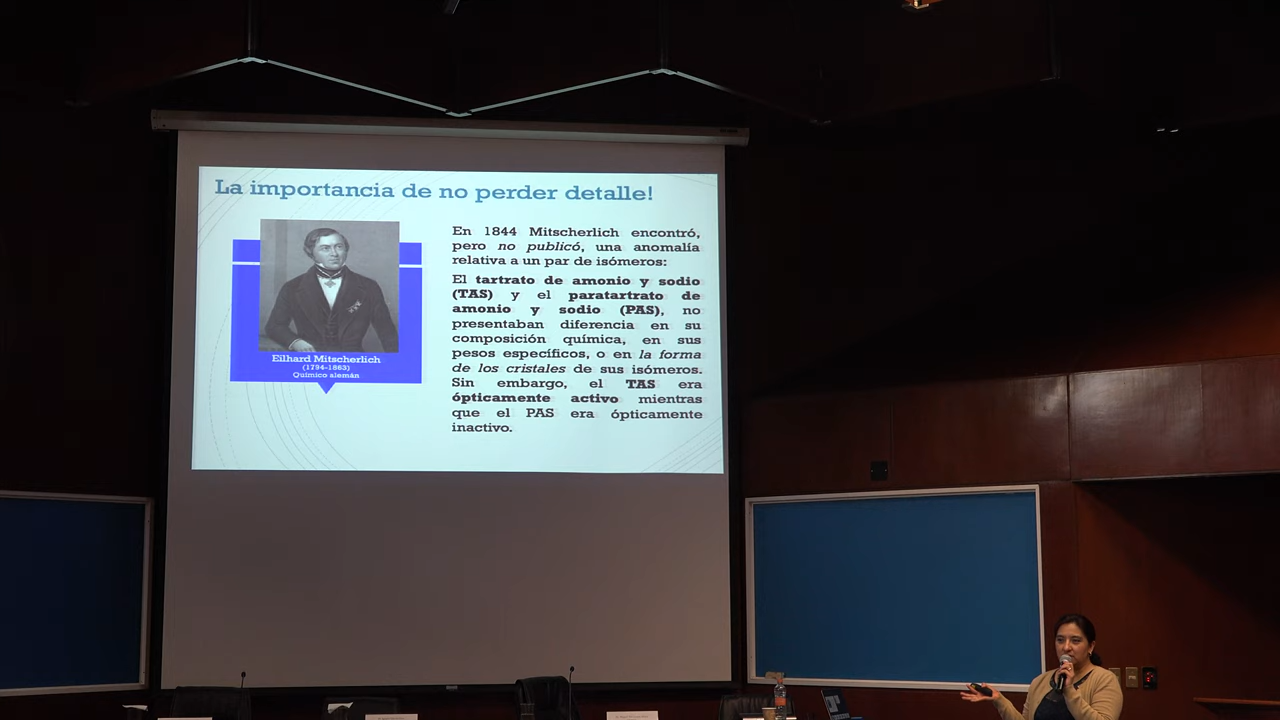 La importancia de no perder detalle!
Eilhard Mitscherlich
(1794-1863)
Químico alemán
En 1844 Mitscherlich encontró,
pero no publicó, una anomalía
relativa a un par de isómeros:
El tartrato de amonio y sodio
(TAS) y el paratartrato de
amonio y sodio (PAS), no
presentaban diferencia en su
composición química, en sus
pesos específicos, o en la forma
de los cristales de sus isómeros.
Sin embargo, el TAS era
ópticamente activo mientras
que el PAS era ópticamente
inactivo.